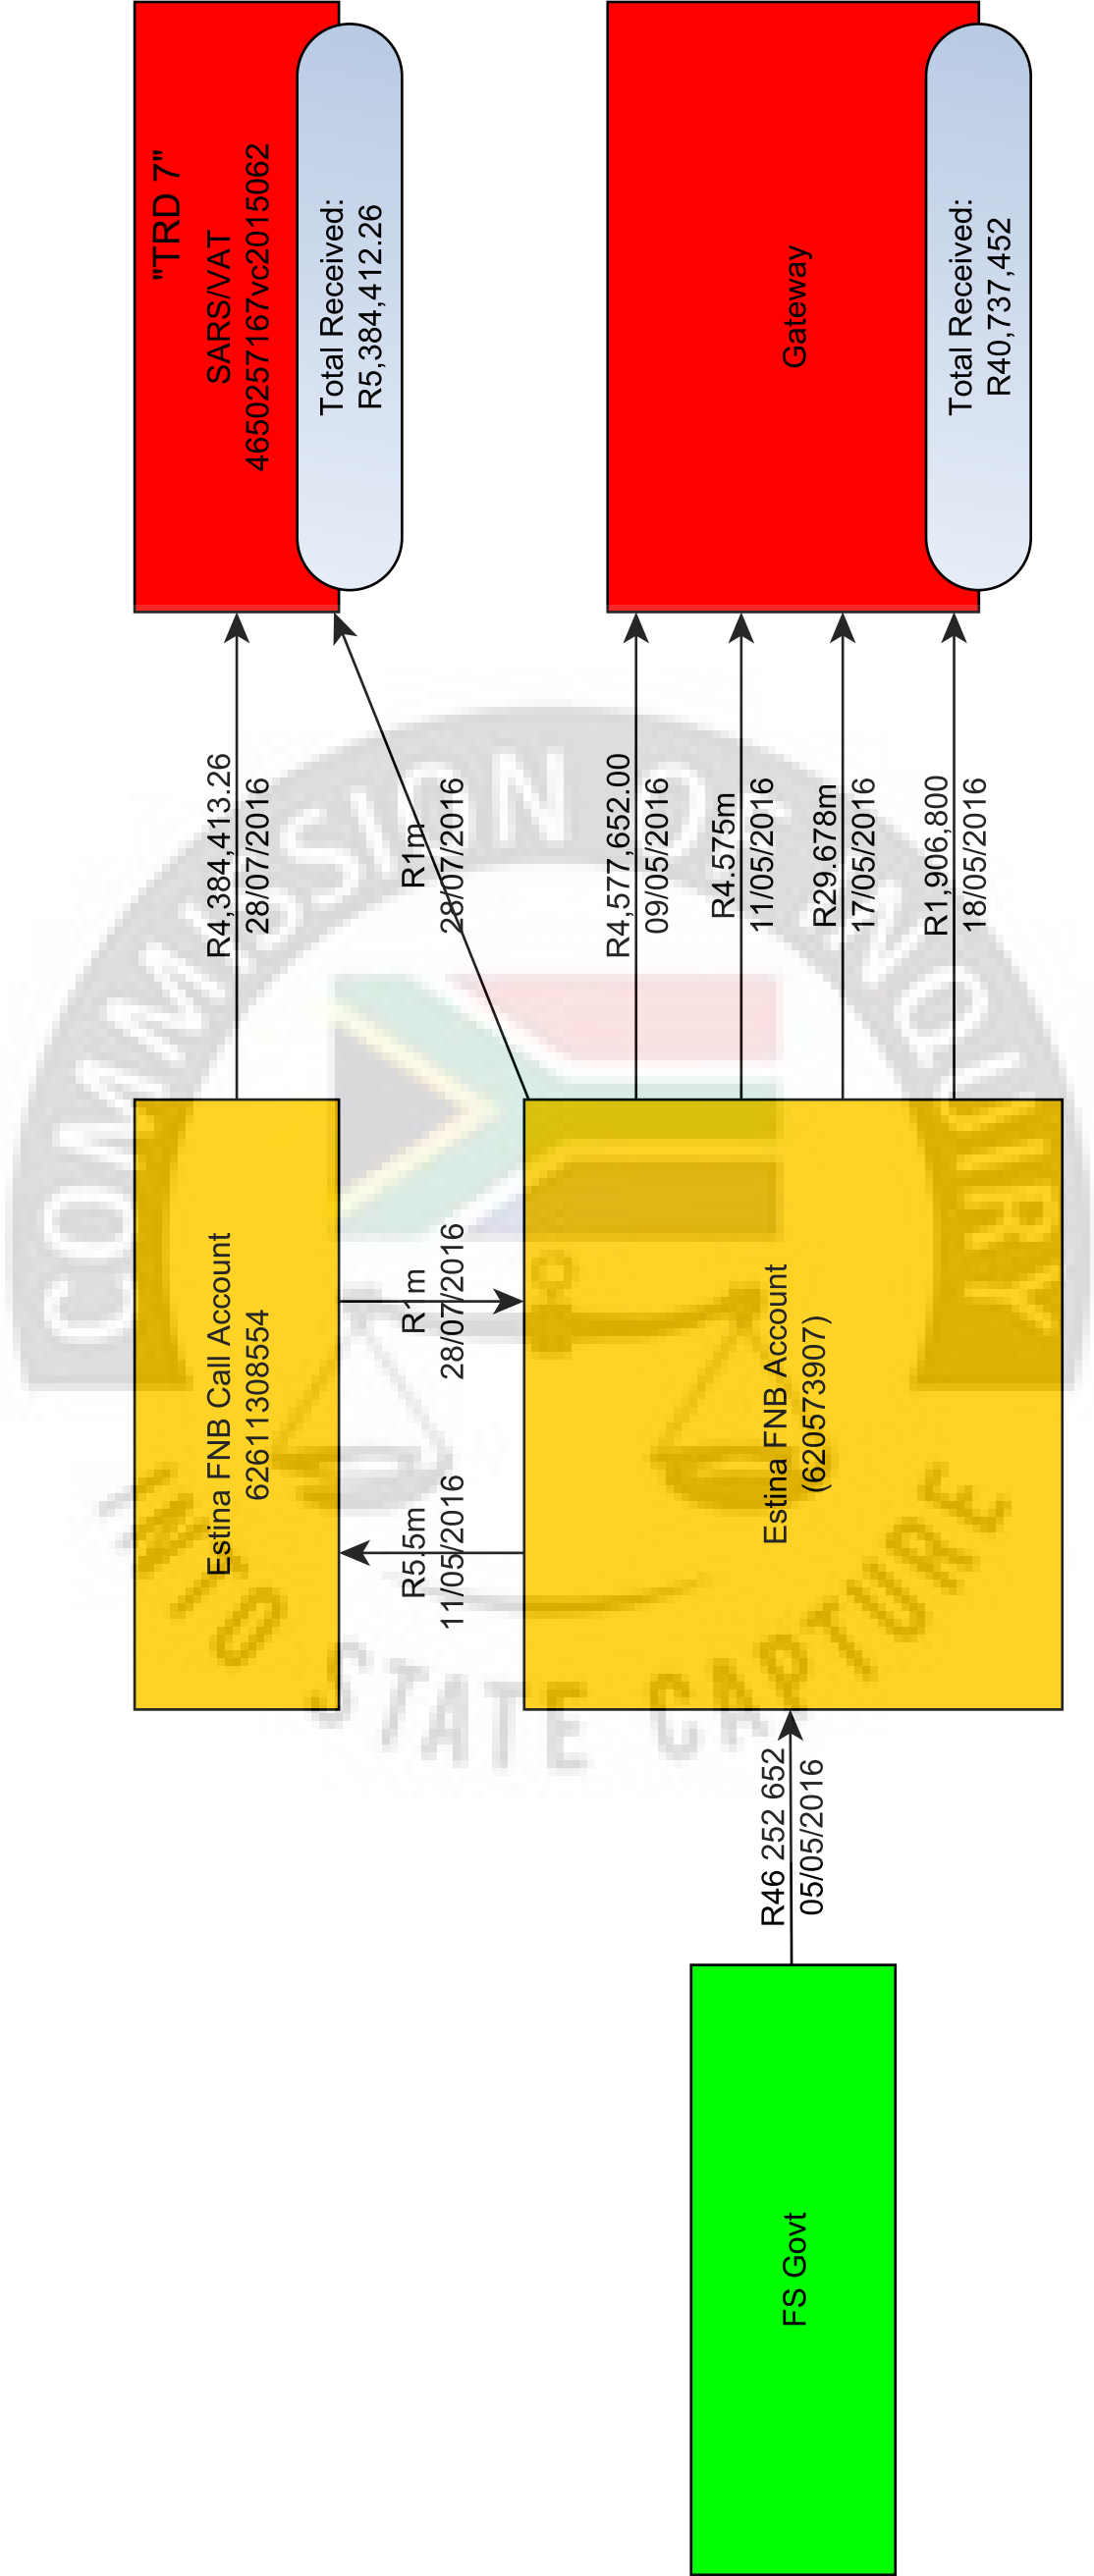 "TRD 7"
SARS/VAT
4650257167vc2015062
Total Received:
R5,384,412.26
Gateway
Total Received:
R40,737,452
R4,384,413.26
28/07/2016
R1m
28/07/2016
R4,577,652.00
09/05/2016
R4.575m
11/05/2016
R29.678m
17/05/2016
R1,906,800
18/05/2016
Estina FNB Call Account
62611308554
R1m
28/07/2016
R5.5m
11/05/2016
Estina FNB Account
(620573907)
R46 252 652
05/05/2016
FS Govt
COMMISSION OF INQUIRY
INTO STATE CAPTURE